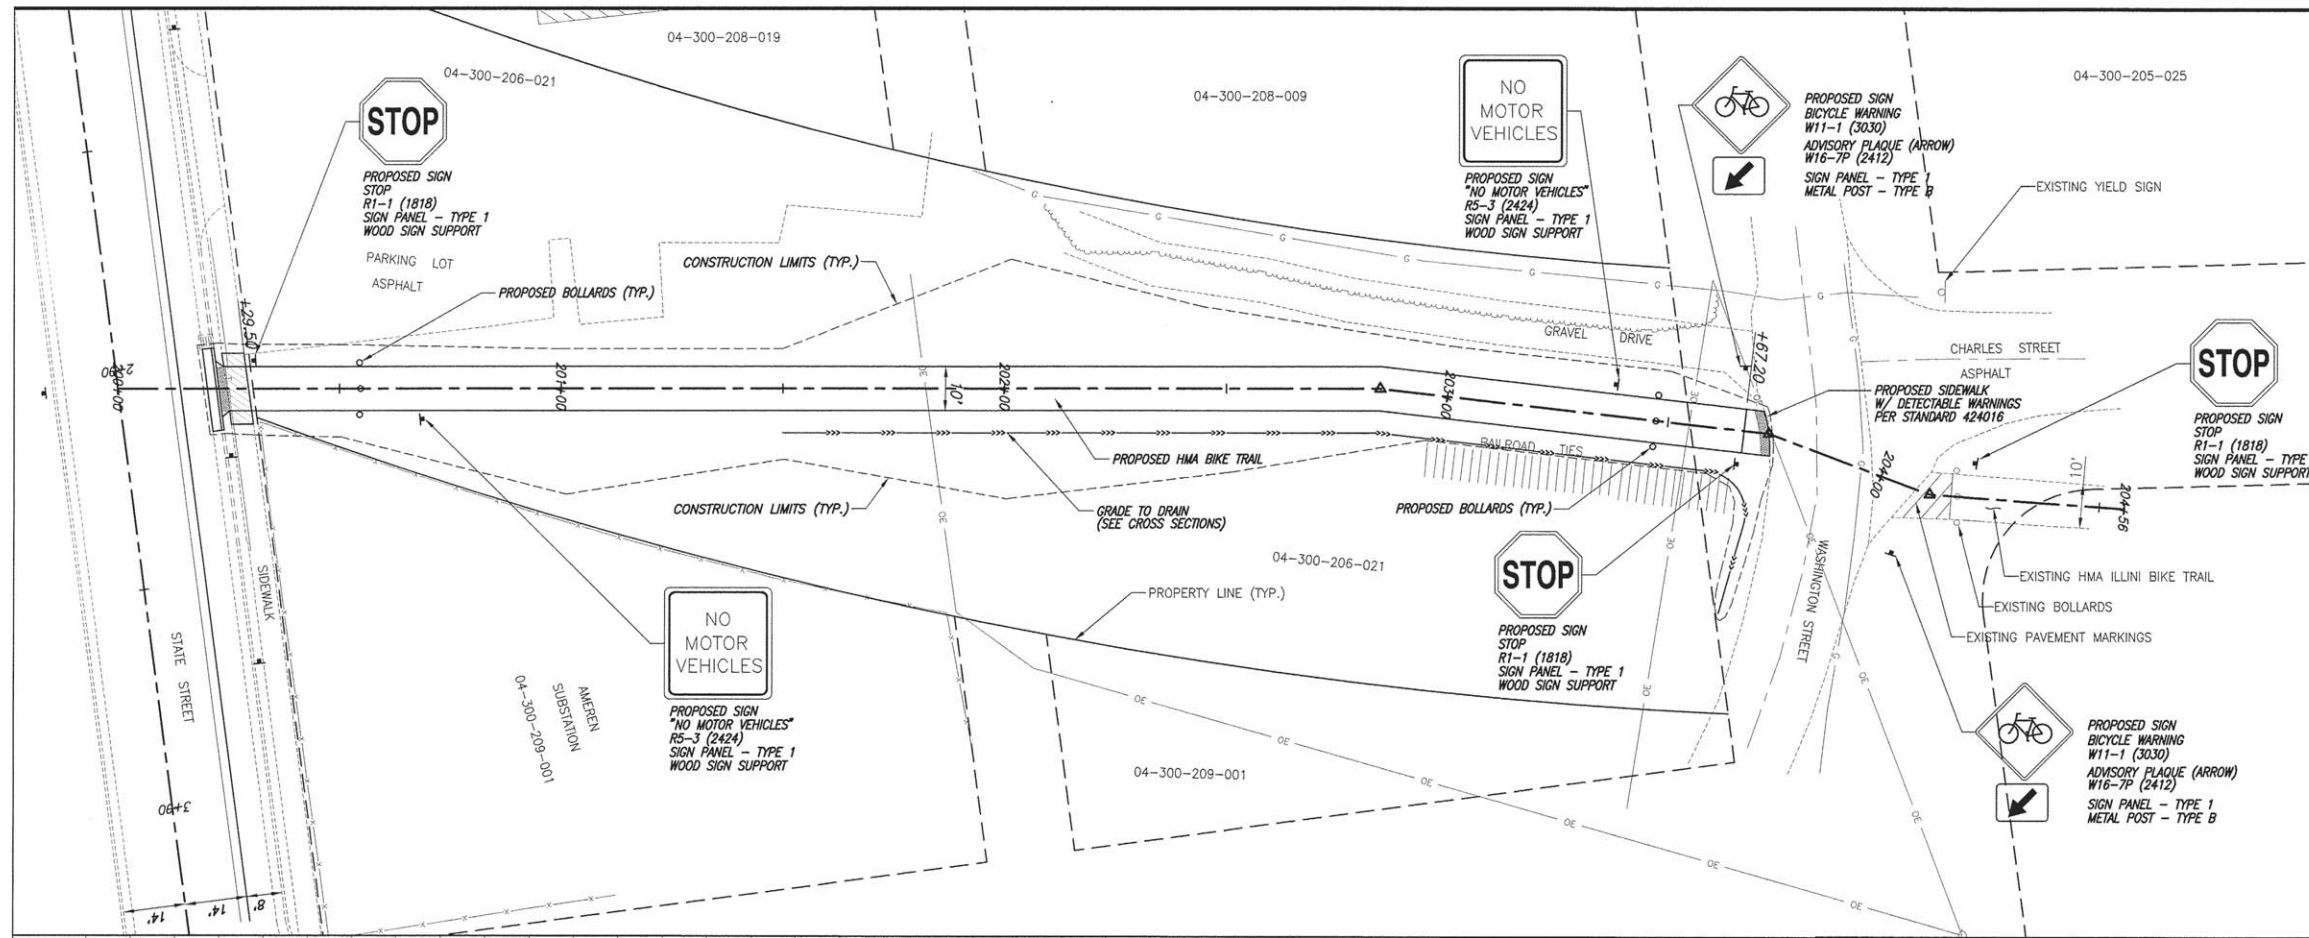 04-300-208-019
04-300-206-021
STOP
PROPOSED SIGN
STOP
R1-1 (1818)
SIGN PANEL - TYPE 1
WOOD SIGN SUPPORT
PARKING LOT
ASPHALT
PROPOSED BOLLARDS (TYP.)
CONSTRUCTION LIMITS (TYP.)
04-300-208-009
NO
MOTOR
VEHICLES
PROPOSED SIGN
"NO MOTOR VEHICLES"
R5-3 (2424)
SIGN PANEL - TYPE 1
WOOD SIGN SUPPORT
PROPOSED SIGN
BICYCLE WARNING
W11-1 (3030)
ADVISORY PLAQUE (ARROW)
W16-7P (2412)
SIGN PANEL - TYPE 1
METAL POST - TYPE B
04-300-205-025
EXISTING YIELD SIGN
G G G G G G G
GRAVEL DRIVE
CHARLES STREET
ASPHALT
PROPOSED SIDEWALK
W/ DETECTABLE WARNINGS
PER STANDARD 424016
STOP
PROPOSED SIGN
STOP
R1-1 (1818)
SIGN PANEL - TYPE
WOOD SIGN SUPPORT
+29.50
200+00
201+00
202+00
10'
203+00
+67.20
204+00
10'
204+56
PROPOSED HMA BIKE TRAIL
RAILROAD TIES
CONSTRUCTION LIMITS (TYP.)
GRADE TO DRAIN
(SEE CROSS SECTIONS)
PROPOSED BOLLARDS (TYP.)
04-300-206-021
PROPERTY LINE (TYP.)
STOP
PROPOSED SIGN
STOP
R1-1 (1818)
SIGN PANEL - TYPE 1
WOOD SIGN SUPPORT
WASHINGTON STREET
EXISTING HMA ILLINI BIKE TRAIL
EXISTING BOLLARDS
EXISTING PAVEMENT MARKINGS
SIDEWALK
STATE STREET
AMEREN
SUBSTATION
04-300-209-001
NO
MOTOR
VEHICLES
PROPOSED SIGN
"NO MOTOR VEHICLES"
R5-3 (2424)
SIGN PANEL - TYPE 1
WOOD SIGN SUPPORT
04-300-209-001
OE OE OE OE OE OE
PROPOSED SIGN
BICYCLE WARNING
W11-1 (3030)
ADVISORY PLAQUE (ARROW)
W16-7P (2412)
SIGN PANEL - TYPE 1
METAL POST - TYPE B
3+90
14' 14' 8'